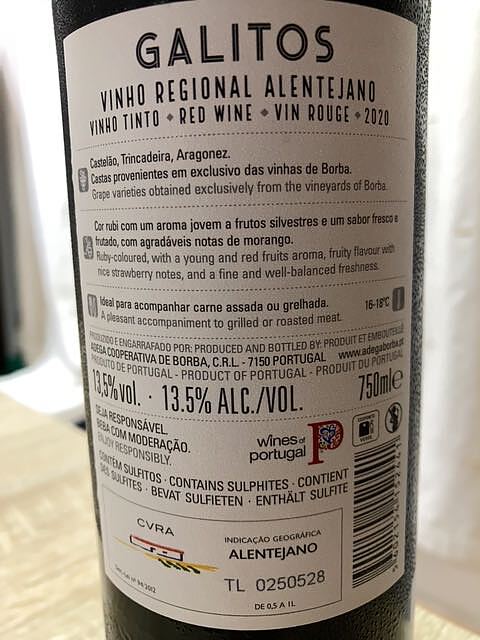 GALITOS
VINHO REGIONAL ALENTEJANO
VINHO TINTO • RED WINE • VIN ROUGE • 2020
Castelão, Trincadeira, Aragonez.
Castas provenientes em exclusivo das vinhas de Borba.
Grape varieties obtained exclusively from the vineyards of Borba.
Cor rubi com um aroma jovem a frutos silvestres e um sabor fresco e
frutado, com agradáveis notas de morango.
Ruby-coloured, with a young and red fruits aroma, fruity flavour with
nice strawberry notes, and a fine and well-balanced freshness.
Ideal para acompanhar carne assada ou grelhada.
A pleasant accompaniment to grilled or roasted meat.
16-18ºC
PRODUZIDO E ENGARRAFADO POR: PRODUCED AND BOTTLED BY: PRODUIT ET EMBOUTEILLÉ
ADEGA COOPERATIVA DE BORBA, C.R.L. - 7150 PORTUGAL www.adegaborba.pt
PRODUTO DE PORTUGAL - PRODUCT OF PORTUGAL - PRODUIT DU PORTUGAL
13,5% vol. · 13.5% ALC./VOL. 750ml e
SEJA RESPONSÁVEL.
BEBA COM MODERAÇÃO.
ENJOY RESPONSIBLY.
wines of
portugal
CONTÉM SULFITOS · CONTAINS SULPHITES · CONTIENT
DES SULFITES · BEVAT SULFIETEN · ENTHÄLT SULFITE
CVRA
INDICAÇÃO GEOGRÁFICA
ALENTEJANO
TL 0250528
DE 0,5 A 1L